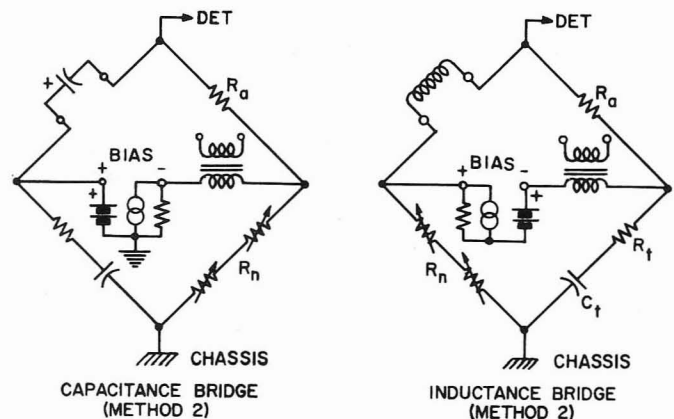 DET
+
Ra
BIAS
+
-
+
Rn
CHASSIS
CAPACITANCE BRIDGE
(METHOD 2)
DET
Ra
BIAS
+
-
+
Rn
Rt
Ct
CHASSIS
INDUCTANCE BRIDGE
(METHOD 2)